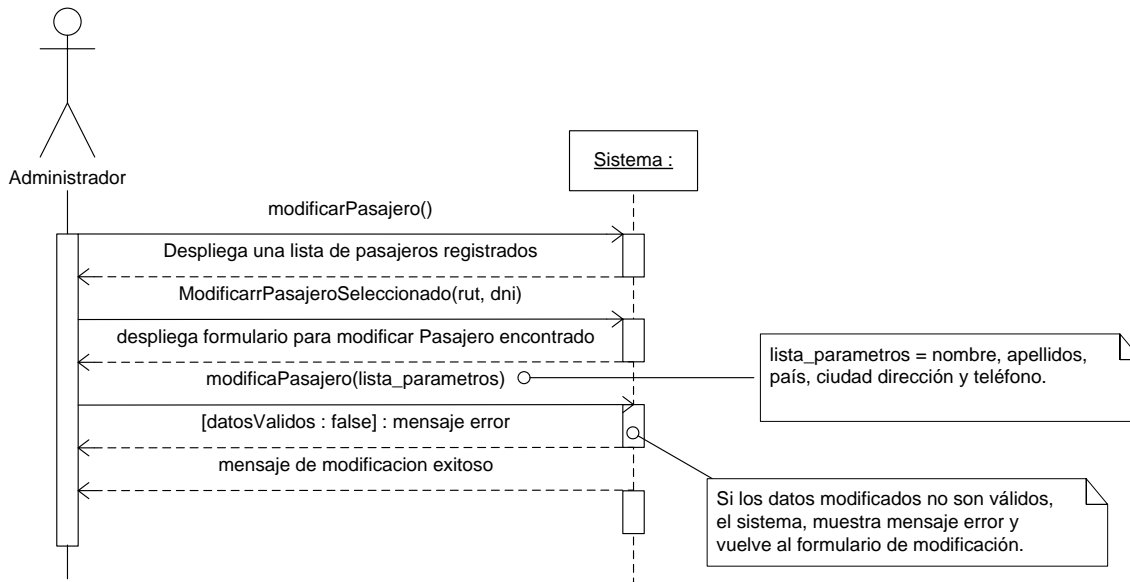 Administrador
Sistema :
modificarPasajero()
Despliega una lista de pasajeros registrados
ModificarrPasajeroSeleccionado(rut, dni)
despliega formulario para modificar Pasajero encontrado
modificaPasajero(lista_parametros)
lista_parametros = nombre, apellidos,
país, ciudad dirección y teléfono.
[datosValidos : false] : mensaje error
mensaje de modificacion exitoso
Si los datos modificados no son válidos,
el sistema, muestra mensaje error y
vuelve al formulario de modificación.